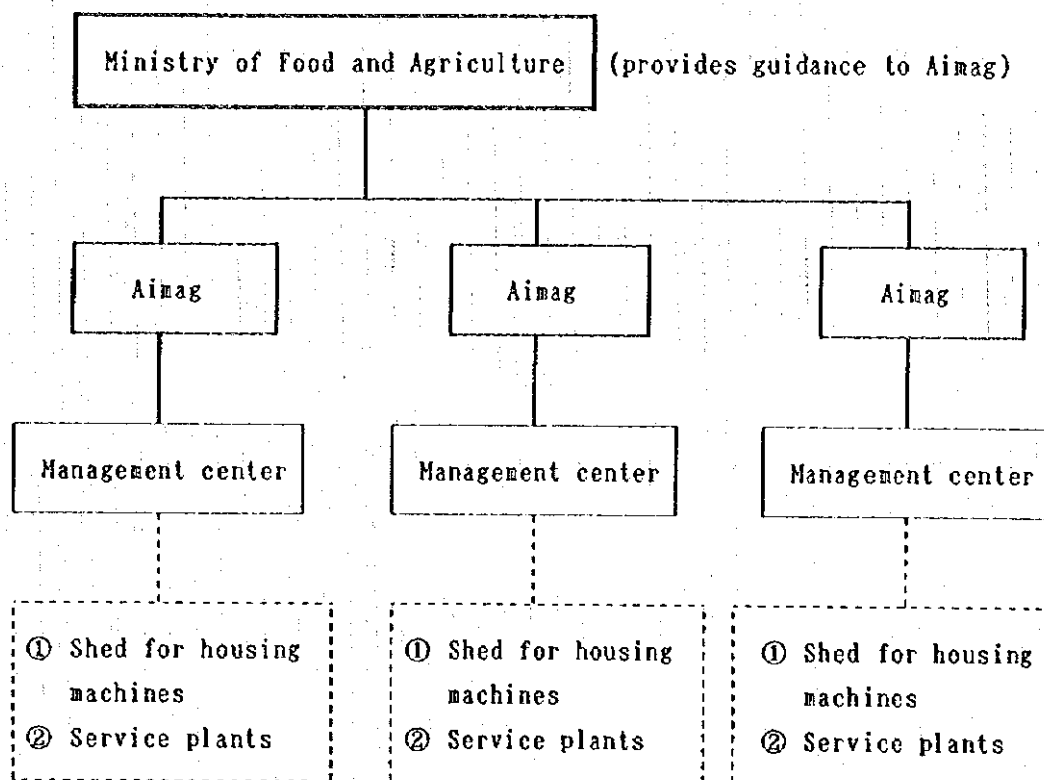 Ministry of Food and Agriculture (provides guidance to Aimag)
Aimag
Aimag
Aimag
Management center
Management center
Management center
① Shed for housing
machines
② Service plants
① Shed for housing
machines
② Service plants
① Shed for housing
machines
② Service plants